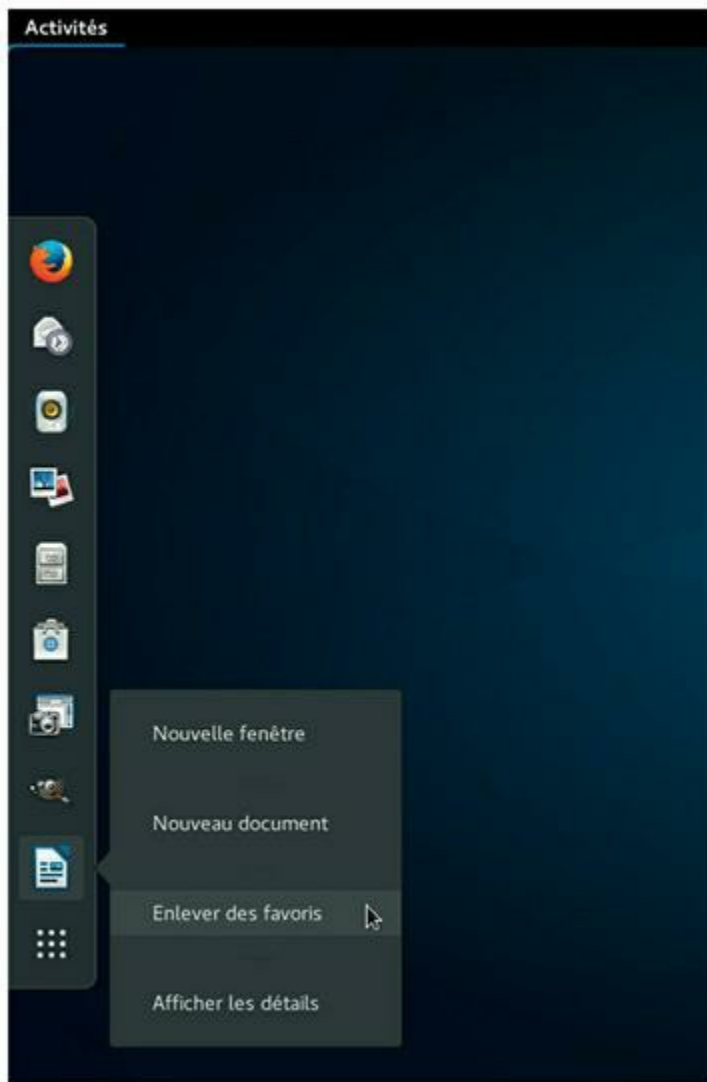 Activités
Nouvelle fenêtre
Nouveau document
Enlever des favoris
Afficher les détails